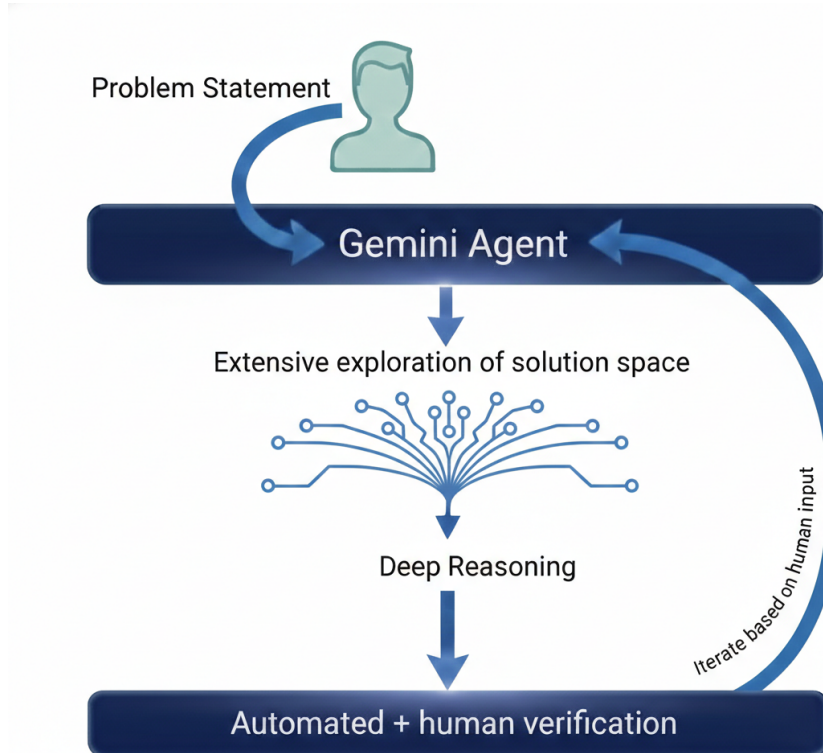 Problem Statement
Gemini Agent
Extensive exploration of solution space
Deep Reasoning
Iterate based on human input
Automated + human verification